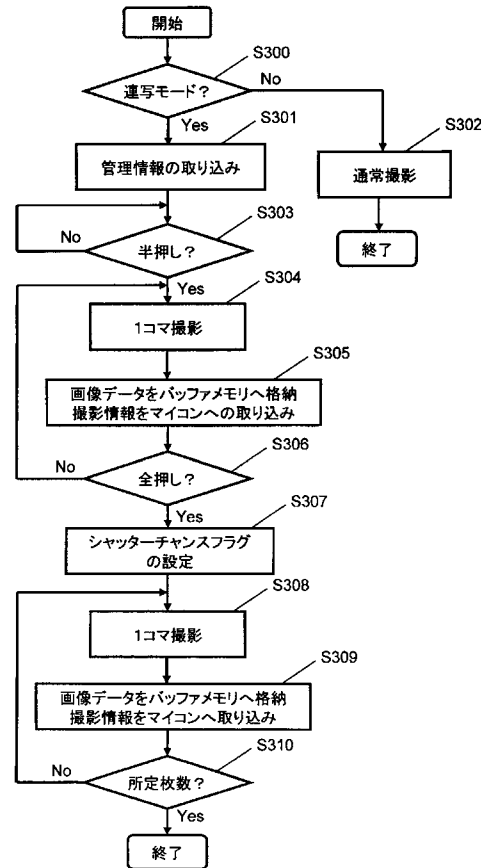 開始
S300
連写モード?
No
Yes
S301
管理情報の取り込み
S302
通常撮影
終了
S303
半押し?
No
Yes
S304
1コマ撮影
S305
画像データをバッファメモリへ格納
撮影情報をマイコンへの取り込み
S306
全押し?
No
Yes
S307
シャッターチャンスフラグ
の設定
S308
1コマ撮影
S309
画像データをバッファメモリへ格納
撮影情報をマイコンへ取り込み
S310
所定枚数?
No
Yes
終了